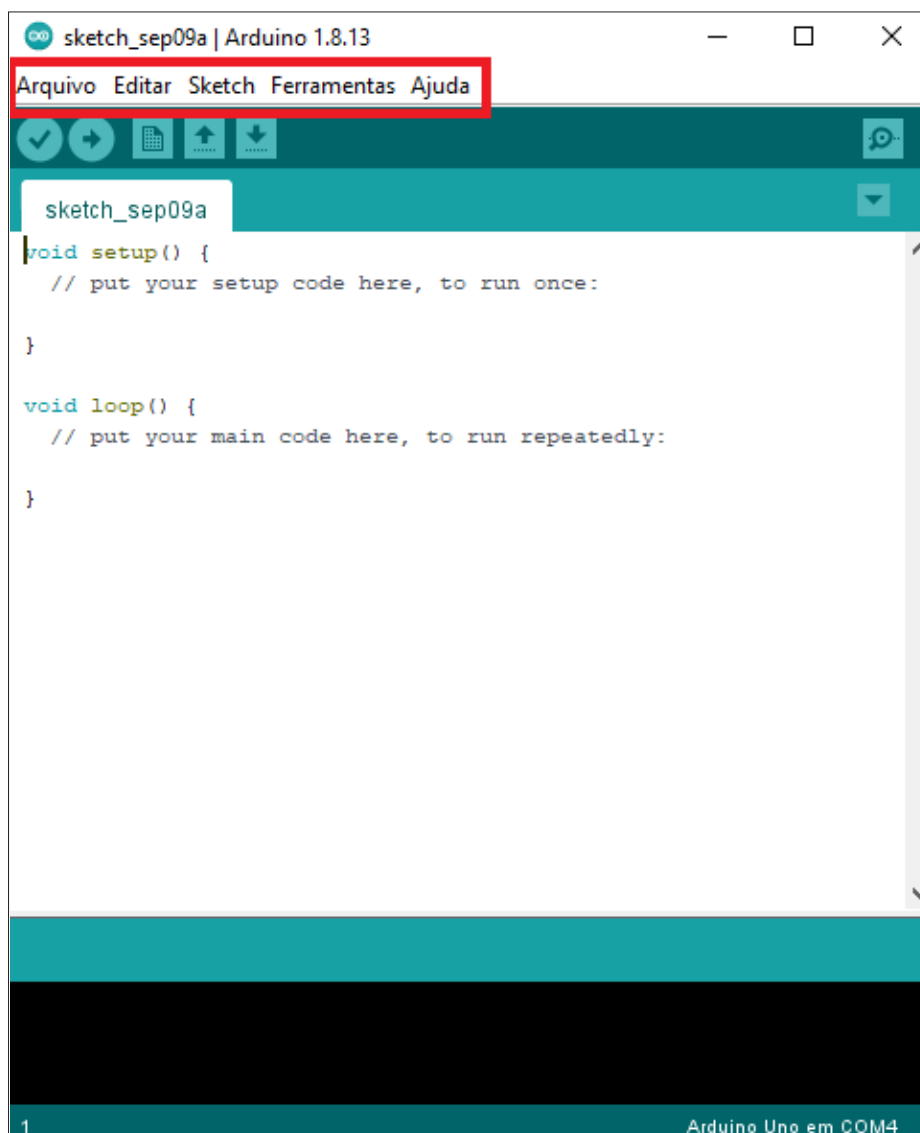 sketch_sep09a | Arduino 1.8.13
Arquivo Editar Sketch Ferramentas Ajuda
sketch_sep09a
void setup() {
  // put your setup code here, to run once:
}
void loop() {
  // put your main code here, to run repeatedly:
}
1 Arduino Uno em COM4